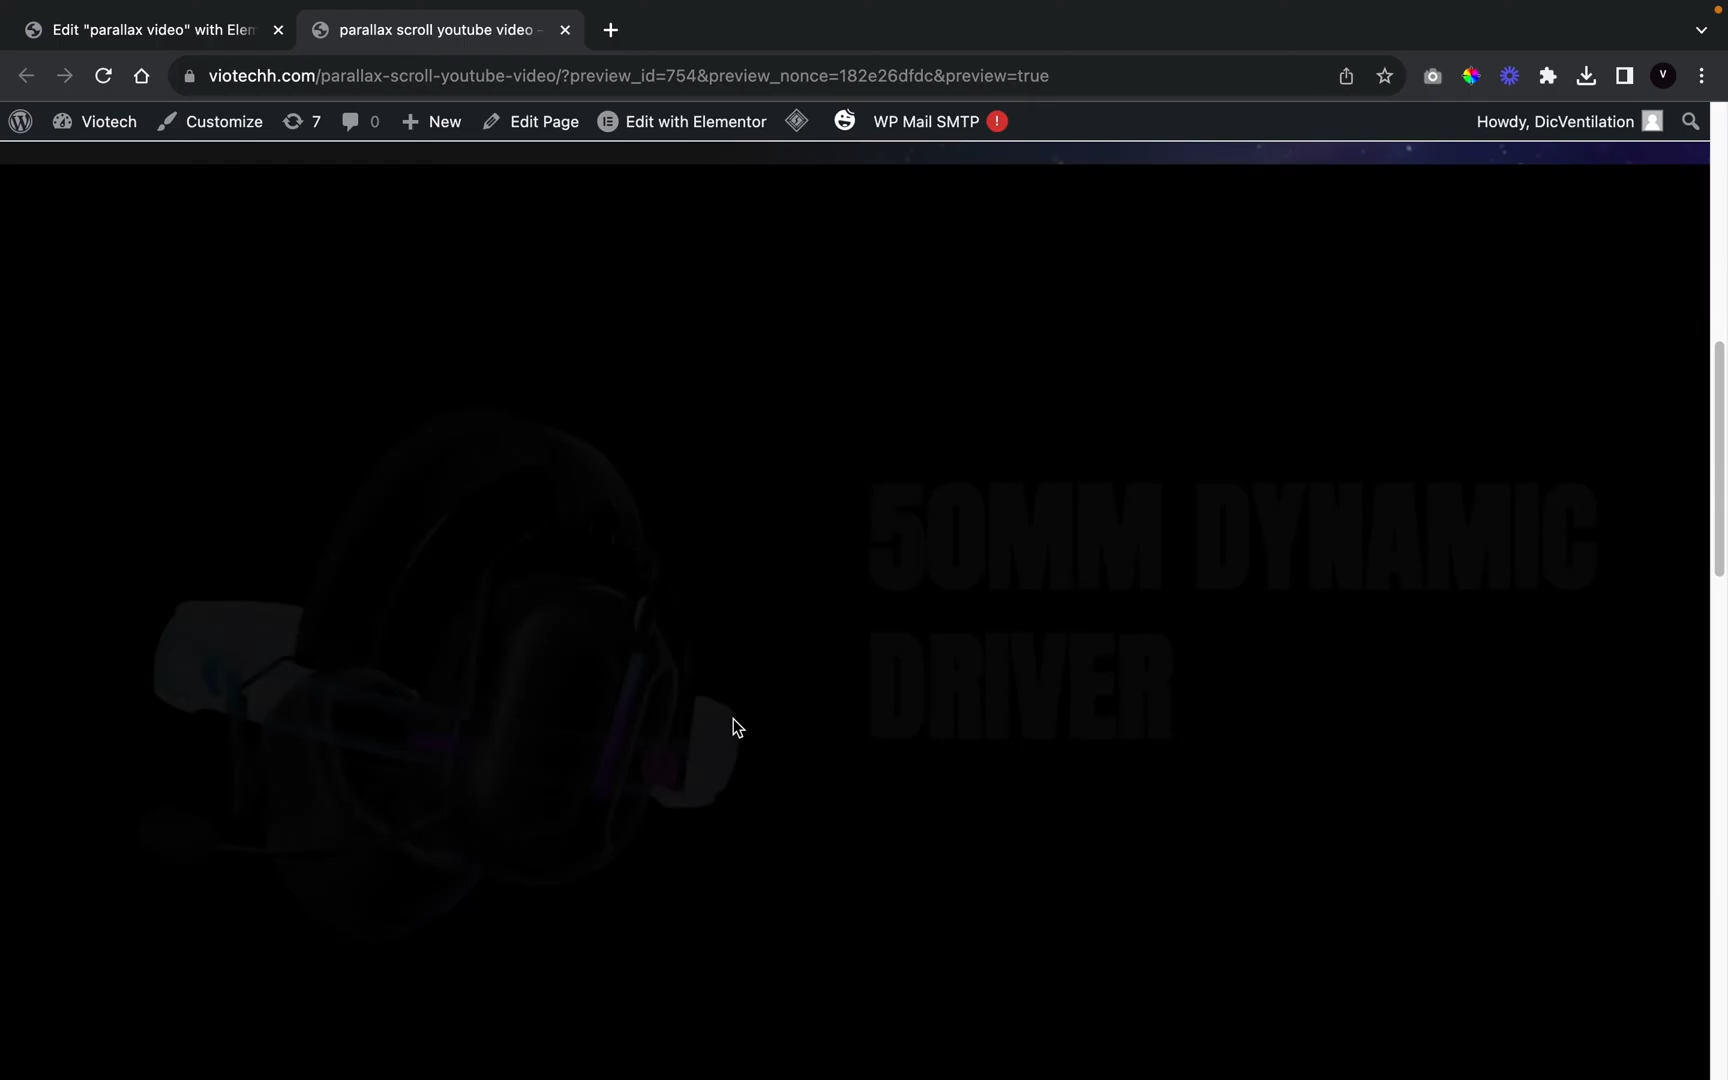 Edit "parallax video" with Elem
parallax scroll youtube video -
viotechh.com/parallax-scroll-youtube-video/?preview_id=754&preview_nonce=182e26dfdc&preview=true
V
Viotech Customize 7 0 New Edit Page Edit with Elementor WP Mail SMTP ! Howdy, DicVentilation
50MM DYNAMIC
DRIVER